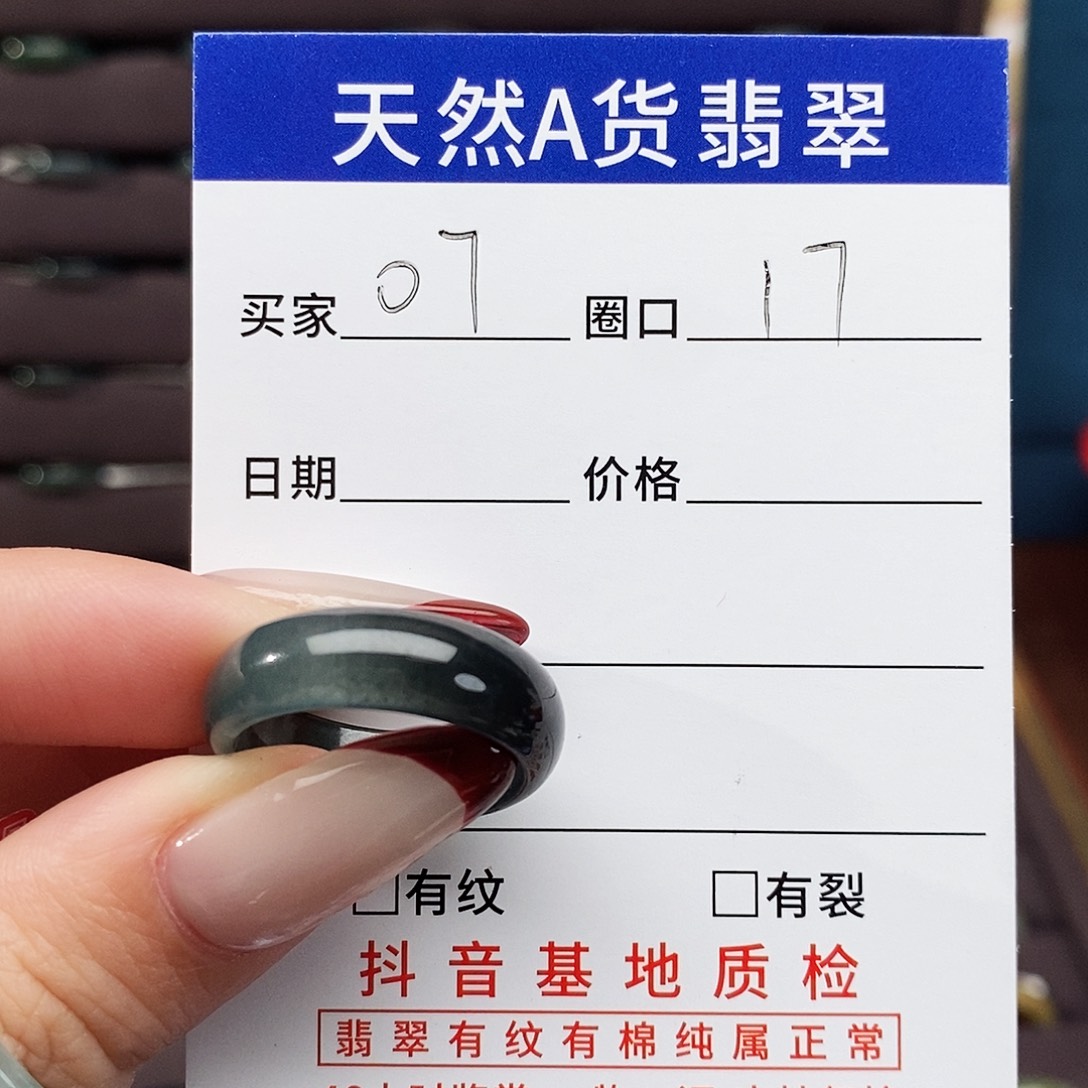 天然A货翡翠
买家 07 圈口 17
日期 价格
有纹 有裂
抖音基地质检
翡翠有纹有棉纯属正常